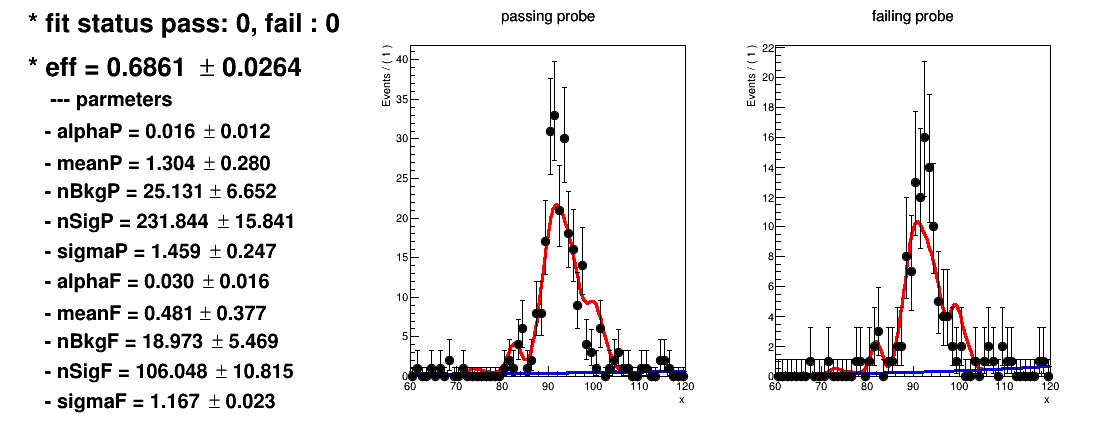 * fit status pass: 0, fail : 0
* eff = 0.6861 ± 0.0264
--- parmeters
- alphaP = 0.016 ± 0.012
- meanP = 1.304 ± 0.280
- nBkgP = 25.131 ± 6.652
- nSigP = 231.844 ± 15.841
- sigmaP = 1.459 ± 0.247
- alphaF = 0.030 ± 0.016
- meanF = 0.481 ± 0.377
- nBkgF = 18.973 ± 5.469
- nSigF = 106.048 ± 10.815
- sigmaF = 1.167 ± 0.023
passing probe
Events / ( 1 )
40
35
30
25
20
15
10
5
0
60 70 80 90 100 110 120
x
failing probe
Events / ( 1 )
22
20
18
16
14
12
10
8
6
4
2
0
60 70 80 90 100 110 120
x